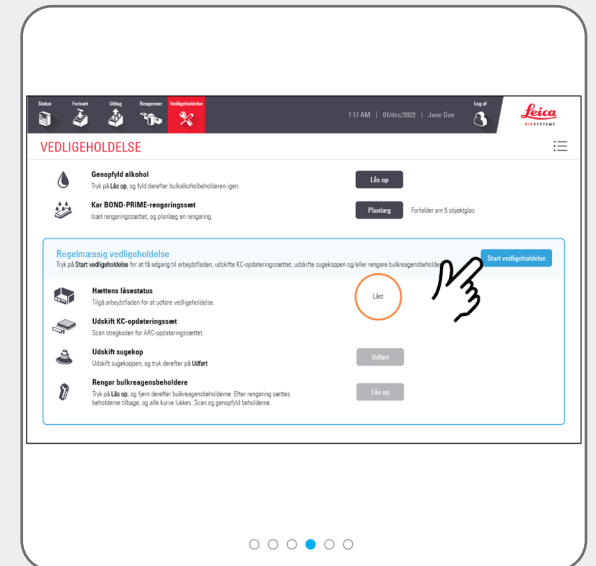 Status Forisæt Udtag Reagenser Vedligeholdelse
7:17 AM | 01/dec/2022 | Jane Doe
Log af
Leica
BIOSYSTEMS
VEDLIGEHOLDELSE
Genopfyld alkohol
Tryk på Lås op, og fyld derefter bulkalkoholbeholderen igen.
Lås op
Kør BOND-PRIME-rengøringssæt
Isæt rengøringssættet, og planlæg en rengøring.
Planlæg
Forfalder om 5 objektglas
Regelmæssig vedligeholdelse
Tryk på Start vedligeholdelse for at få adgang til arbejdsfladen, udskifte KC-opdateringssættet, udskifte sugekoppen og/eller rengøre bulkreagensbeholdere.
Start vedligeholdelse
Hættens låsestatus
Tilgå arbejdsfladen for at udføre vedligeholdelse.
Låst
Udskift KC-opdateringssæt
Scan stregkoden for ARC-opdateringssættet.
Udskift sugekop
Udskift sugekoppen, og tryk derefter på Udført
Udført
Rengør bulkreagensbeholdere
Tryk på Lås op, og fjern derefter bulkreagensbeholderne. Efter rengøring sættes
beholderne tilbage, og alle kurve lukkes. Scan og genopfyld beholderne.
Lås op